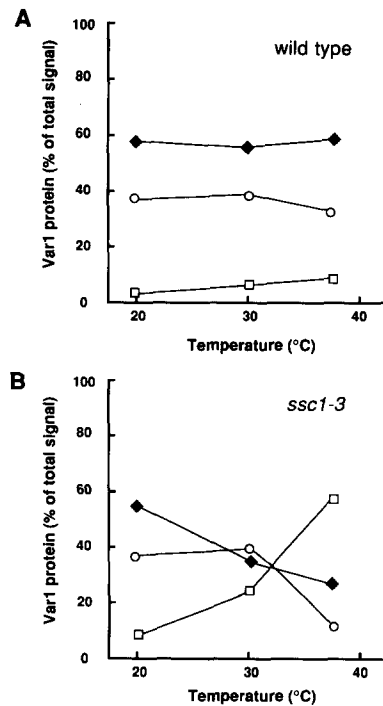 A
wild type
100
80
60
40
20
0
Var1 protein (% of total signal)
20
30
40
Temperature (°C)
B
ssc1-3
100
80
60
40
20
0
Var1 protein (% of total signal)
20
30
40
Temperature (°C)